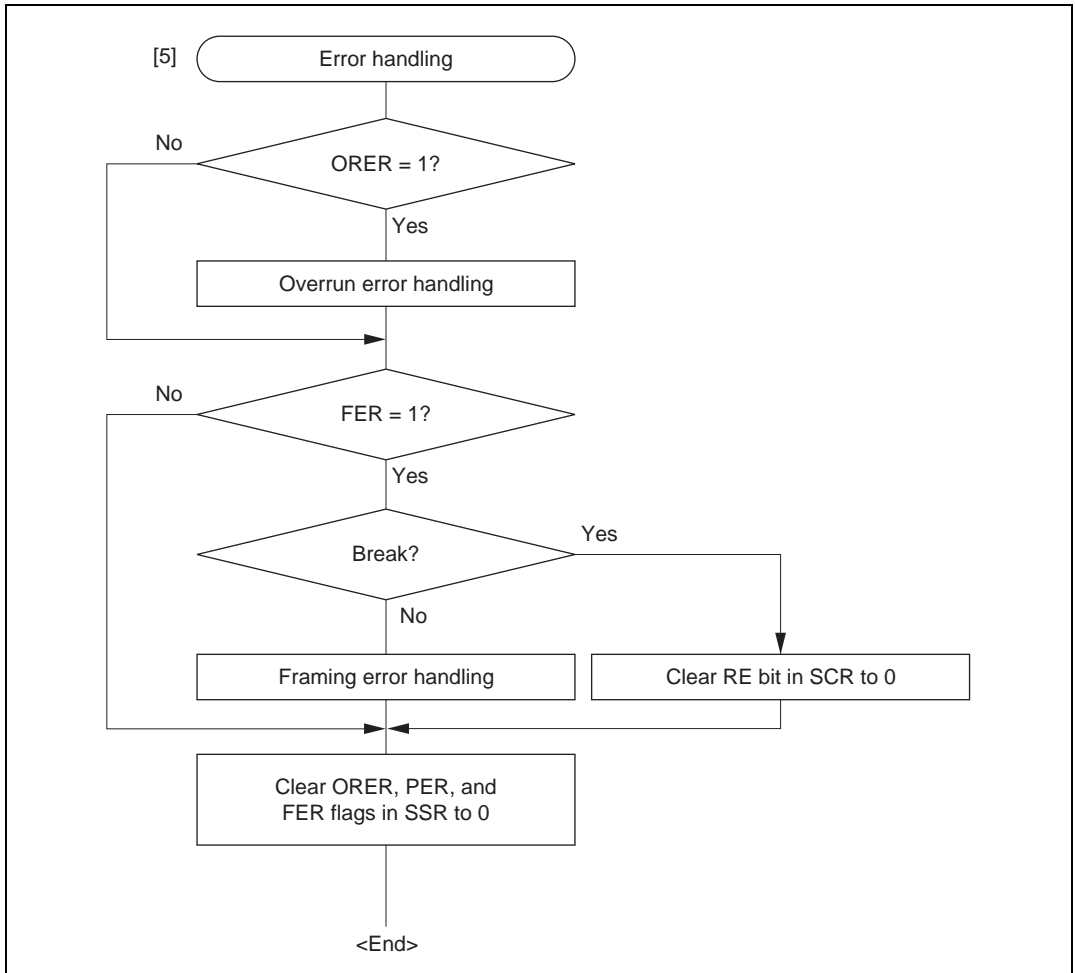 [5]
Error handling
No
ORER = 1?
Yes
Overrun error handling
No
FER = 1?
Yes
Break?
Yes
No
Framing error handling
Clear RE bit in SCR to 0
Clear ORER, PER, and
FER flags in SSR to 0
<End>